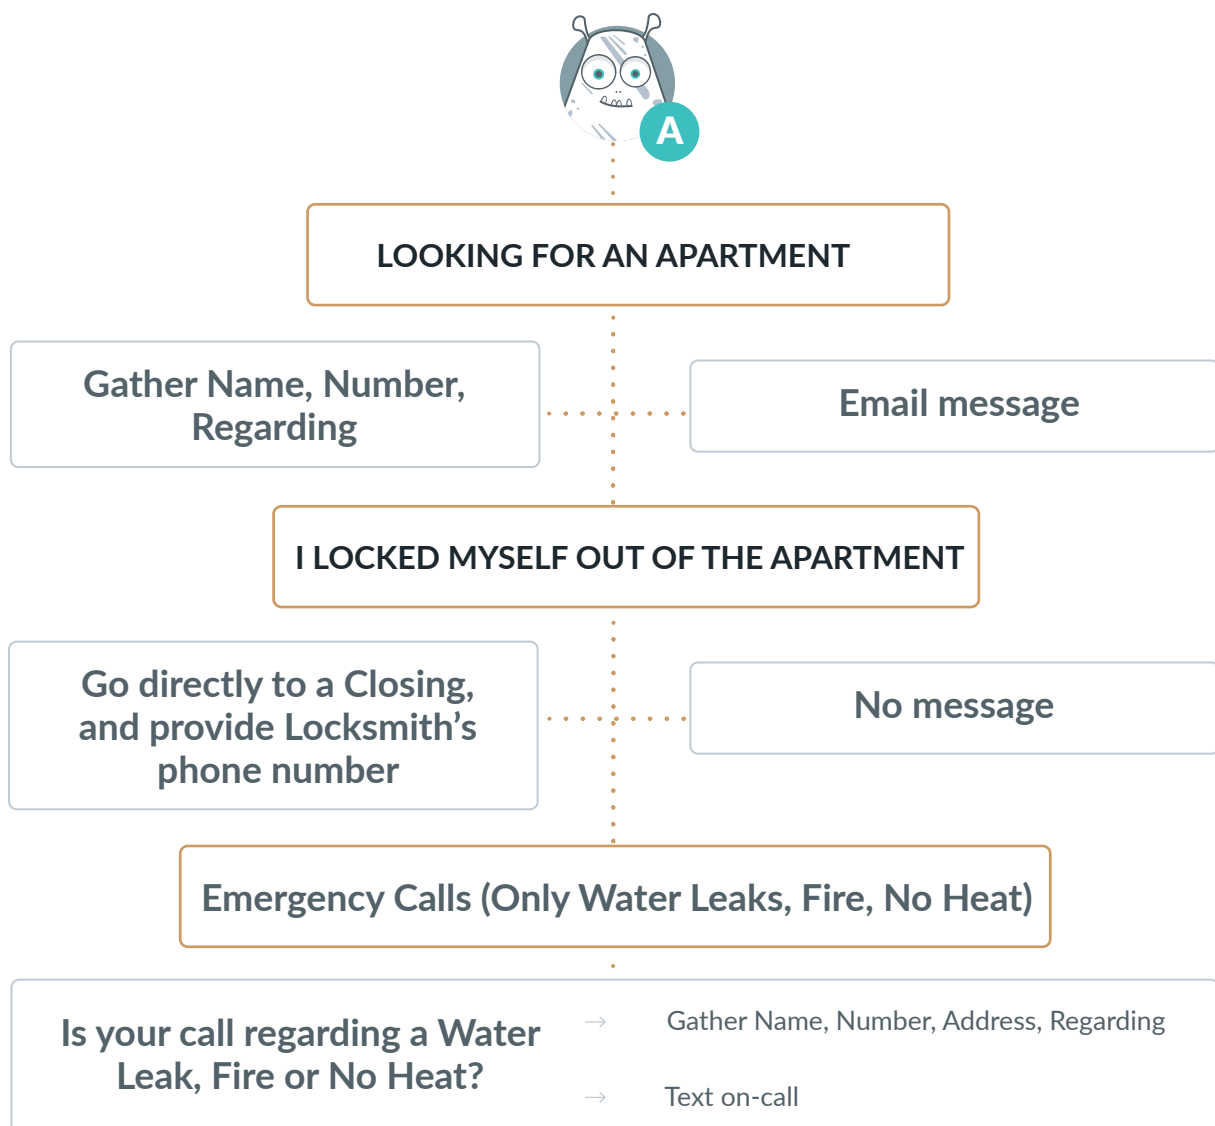 A
LOOKING FOR AN APARTMENT
Gather Name, Number,
Regarding
Email message
I LOCKED MYSELF OUT OF THE APARTMENT
Go directly to a Closing,
and provide Locksmith’s
phone number
No message
Emergency Calls (Only Water Leaks, Fire, No Heat)
Is your call regarding a Water
Leak, Fire or No Heat?
→ Gather Name, Number, Address, Regarding
→ Text on-call